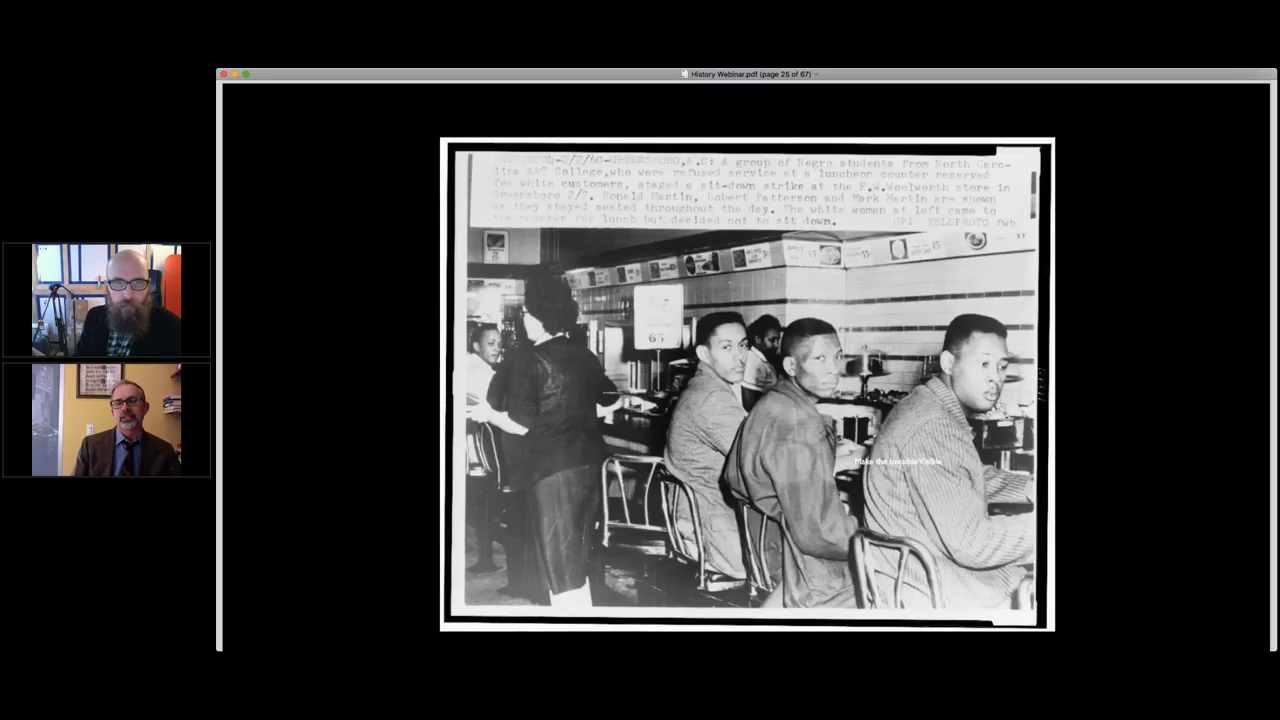 History Webinar.pdf (page 25 of 67)
2/2/60-GREENSBORO,N.C: A group of Negro students from North Caro-
lina A&T College,who were refused service at a luncheon counter reserved
for white customers, staged a sit-down strike at the F.W.Woolworth store in
Greensboro 2/2. Ronald Martin, Robert Patterson and Mark Martin are shown
as they stayed seated throughout the day. The white woman at left came to
the counter for lunch but decided not to sit down. UPI TELEPHOTO rwb
65
Make the Invisible Visible